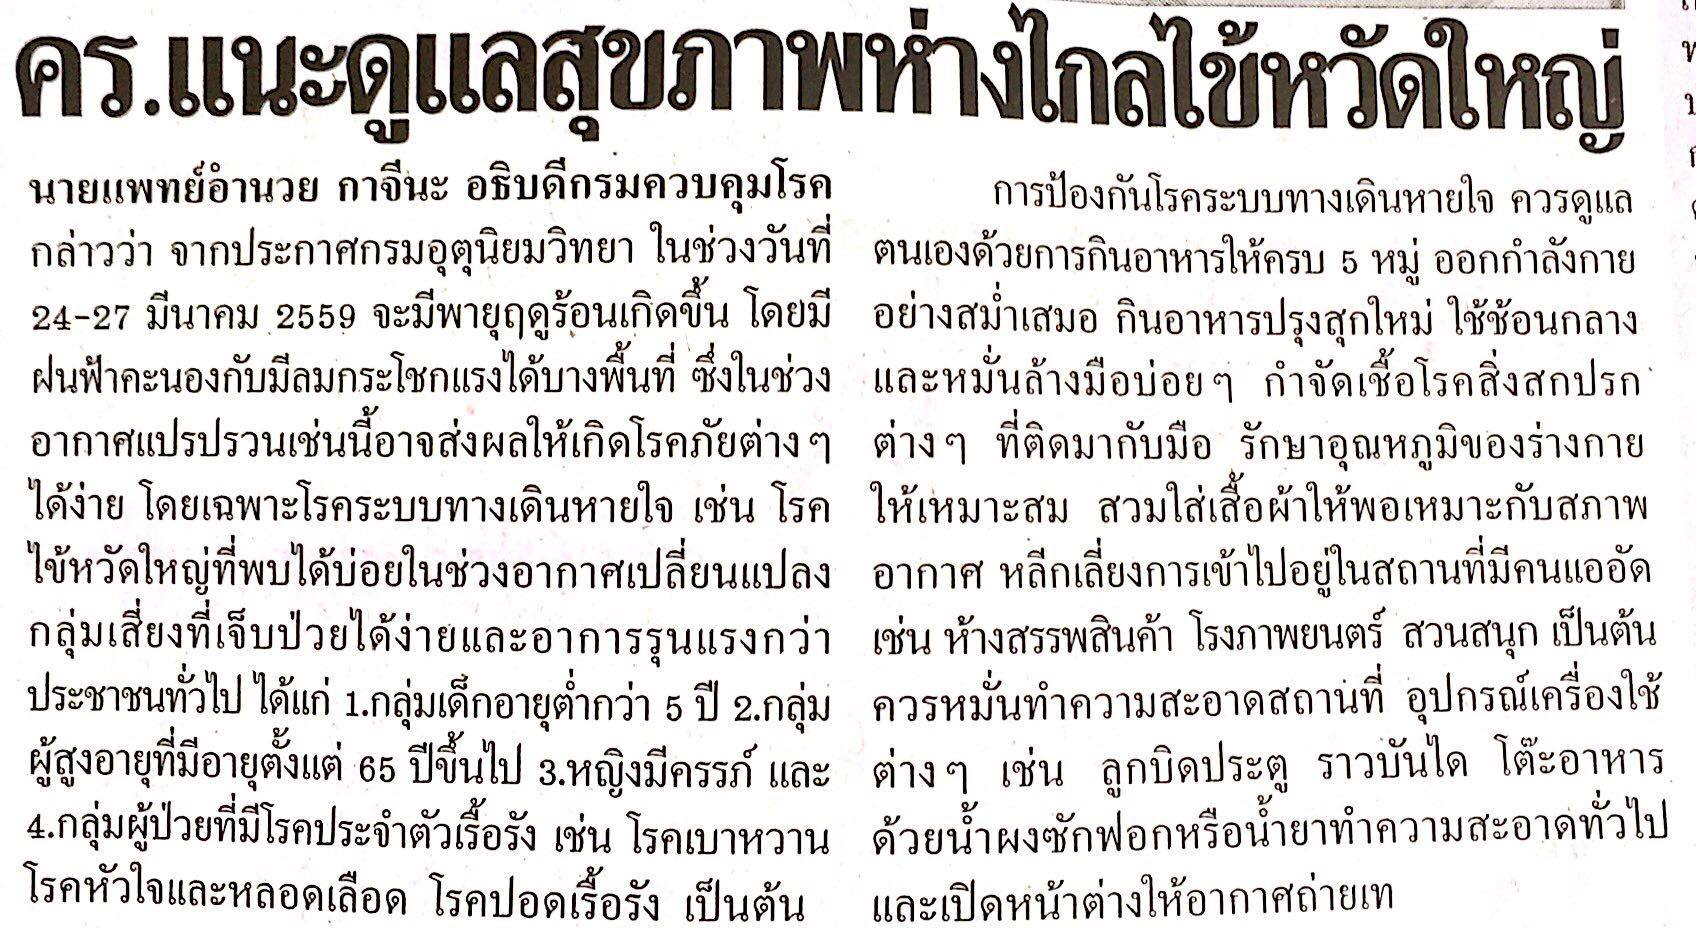 คร.แนะดูแลสุขภาพห่างไกลไข้หวัดใหญ่
นายแพทย์อำนวย กาจีนะ อธิบดีกรมควบคุมโรค
กล่าวว่า จากประกาศกรมอุตุนิยมวิทยา ในช่วงวันที่
24-27 มีนาคม 2559 จะมีพายุฤดูร้อนเกิดขึ้น โดยมี
ฝนฟ้าคะนองกับมีลมกระโชกแรงได้บางพื้นที่ ซึ่งในช่วง
อากาศแปรปรวนเช่นนี้อาจส่งผลให้เกิดโรคภัยต่างๆ
ได้ง่าย โดยเฉพาะโรคระบบทางเดินหายใจ เช่น โรค
ไข้หวัดใหญ่ที่พบได้บ่อยในช่วงอากาศเปลี่ยนแปลง
กลุ่มเสี่ยงที่เจ็บป่วยได้ง่ายและอาการรุนแรงกว่า
ประชาชนทั่วไป ได้แก่ 1.กลุ่มเด็กอายุต่ำกว่า 5 ปี 2.กลุ่ม
ผู้สูงอายุที่มีอายุตั้งแต่ 65 ปีขึ้นไป 3.หญิงมีครรภ์ และ
4.กลุ่มผู้ป่วยที่มีโรคประจำตัวเรื้อรัง เช่น โรคเบาหวาน
โรคหัวใจและหลอดเลือด โรคปอดเรื้อรัง เป็นต้น
การป้องกันโรคระบบทางเดินหายใจ ควรดูแล
ตนเองด้วยการกินอาหารให้ครบ 5 หมู่ ออกกำลังกาย
อย่างสม่ำเสมอ กินอาหารปรุงสุกใหม่ ใช้ช้อนกลาง
และหมั่นล้างมือบ่อยๆ กำจัดเชื้อโรคสิ่งสกปรก
ต่างๆ ที่ติดมากับมือ รักษาอุณหภูมิของร่างกาย
ให้เหมาะสม สวมใส่เสื้อผ้าให้พอเหมาะกับสภาพ
อากาศ หลีกเลี่ยงการเข้าไปอยู่ในสถานที่มีคนแออัด
เช่น ห้างสรรพสินค้า โรงภาพยนตร์ สวนสนุก เป็นต้น
ควรหมั่นทำความสะอาดสถานที่ อุปกรณ์เครื่องใช้
ต่างๆ เช่น ลูกบิดประตู ราวบันได โต๊ะอาหาร
ด้วยน้ำผงซักฟอกหรือน้ำยาทำความสะอาดทั่วไป
และเปิดหน้าต่างให้อากาศถ่ายเท